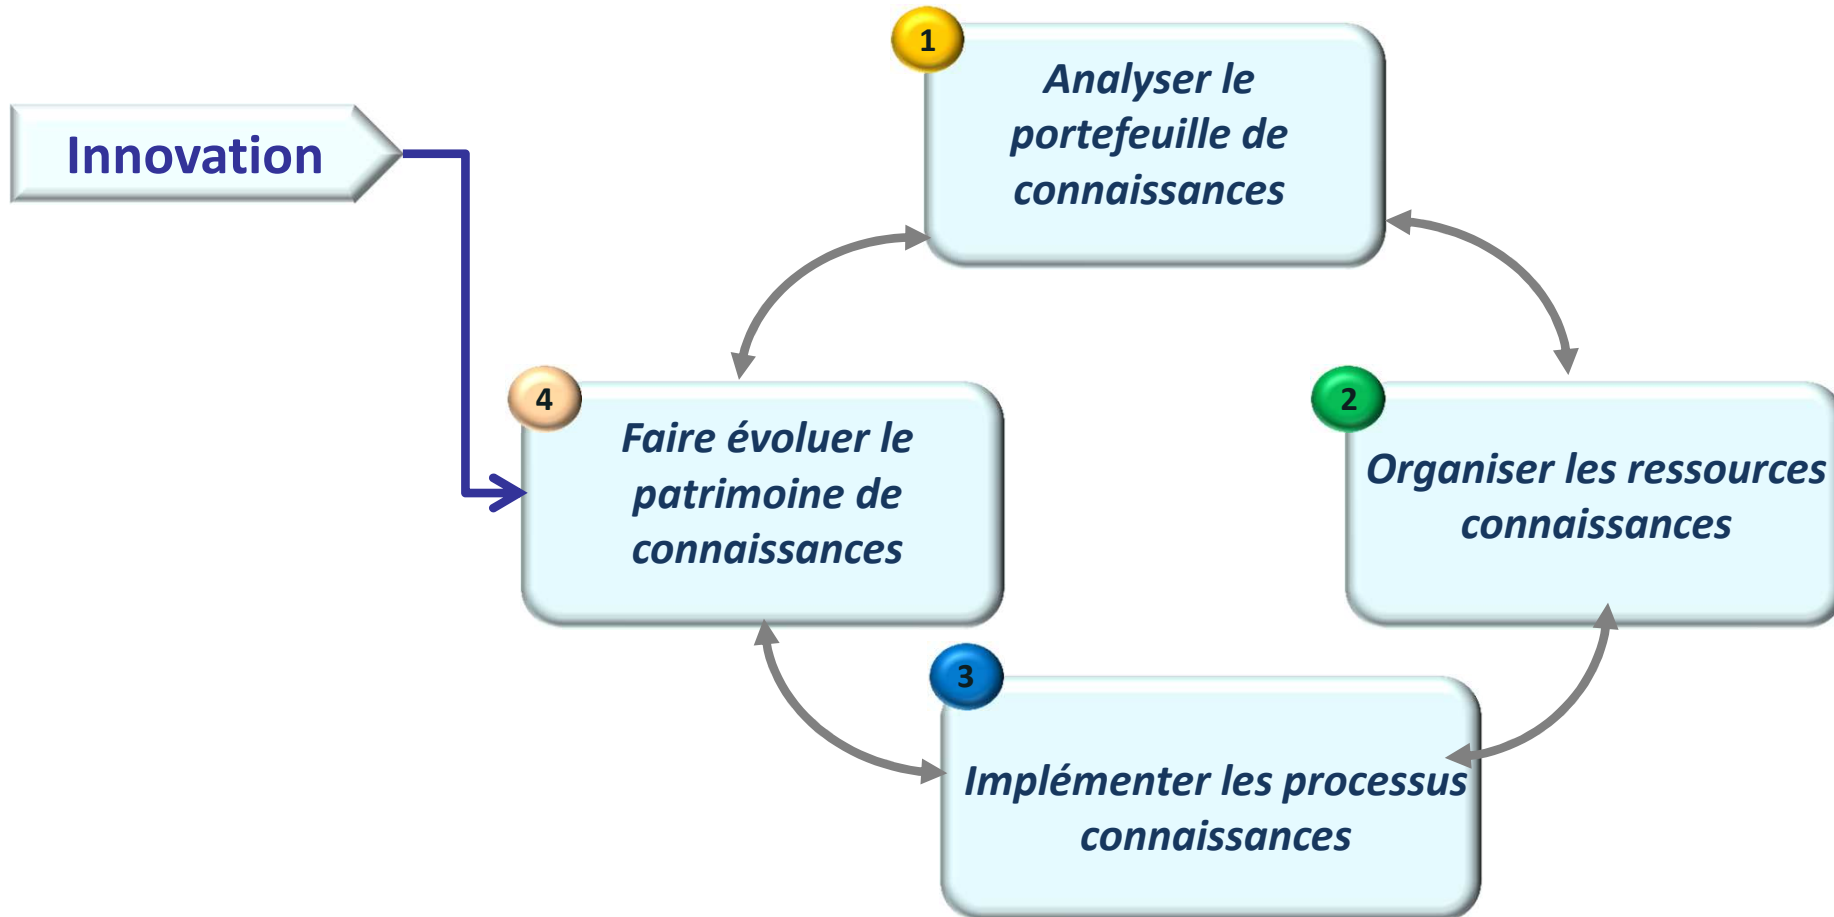 1
Analyser le
portefeuille de
connaissances
Innovation
4
Faire évoluer le
patrimoine de
connaissances
2
Organiser les ressources
connaissances
3
Implémenter les processus
connaissances